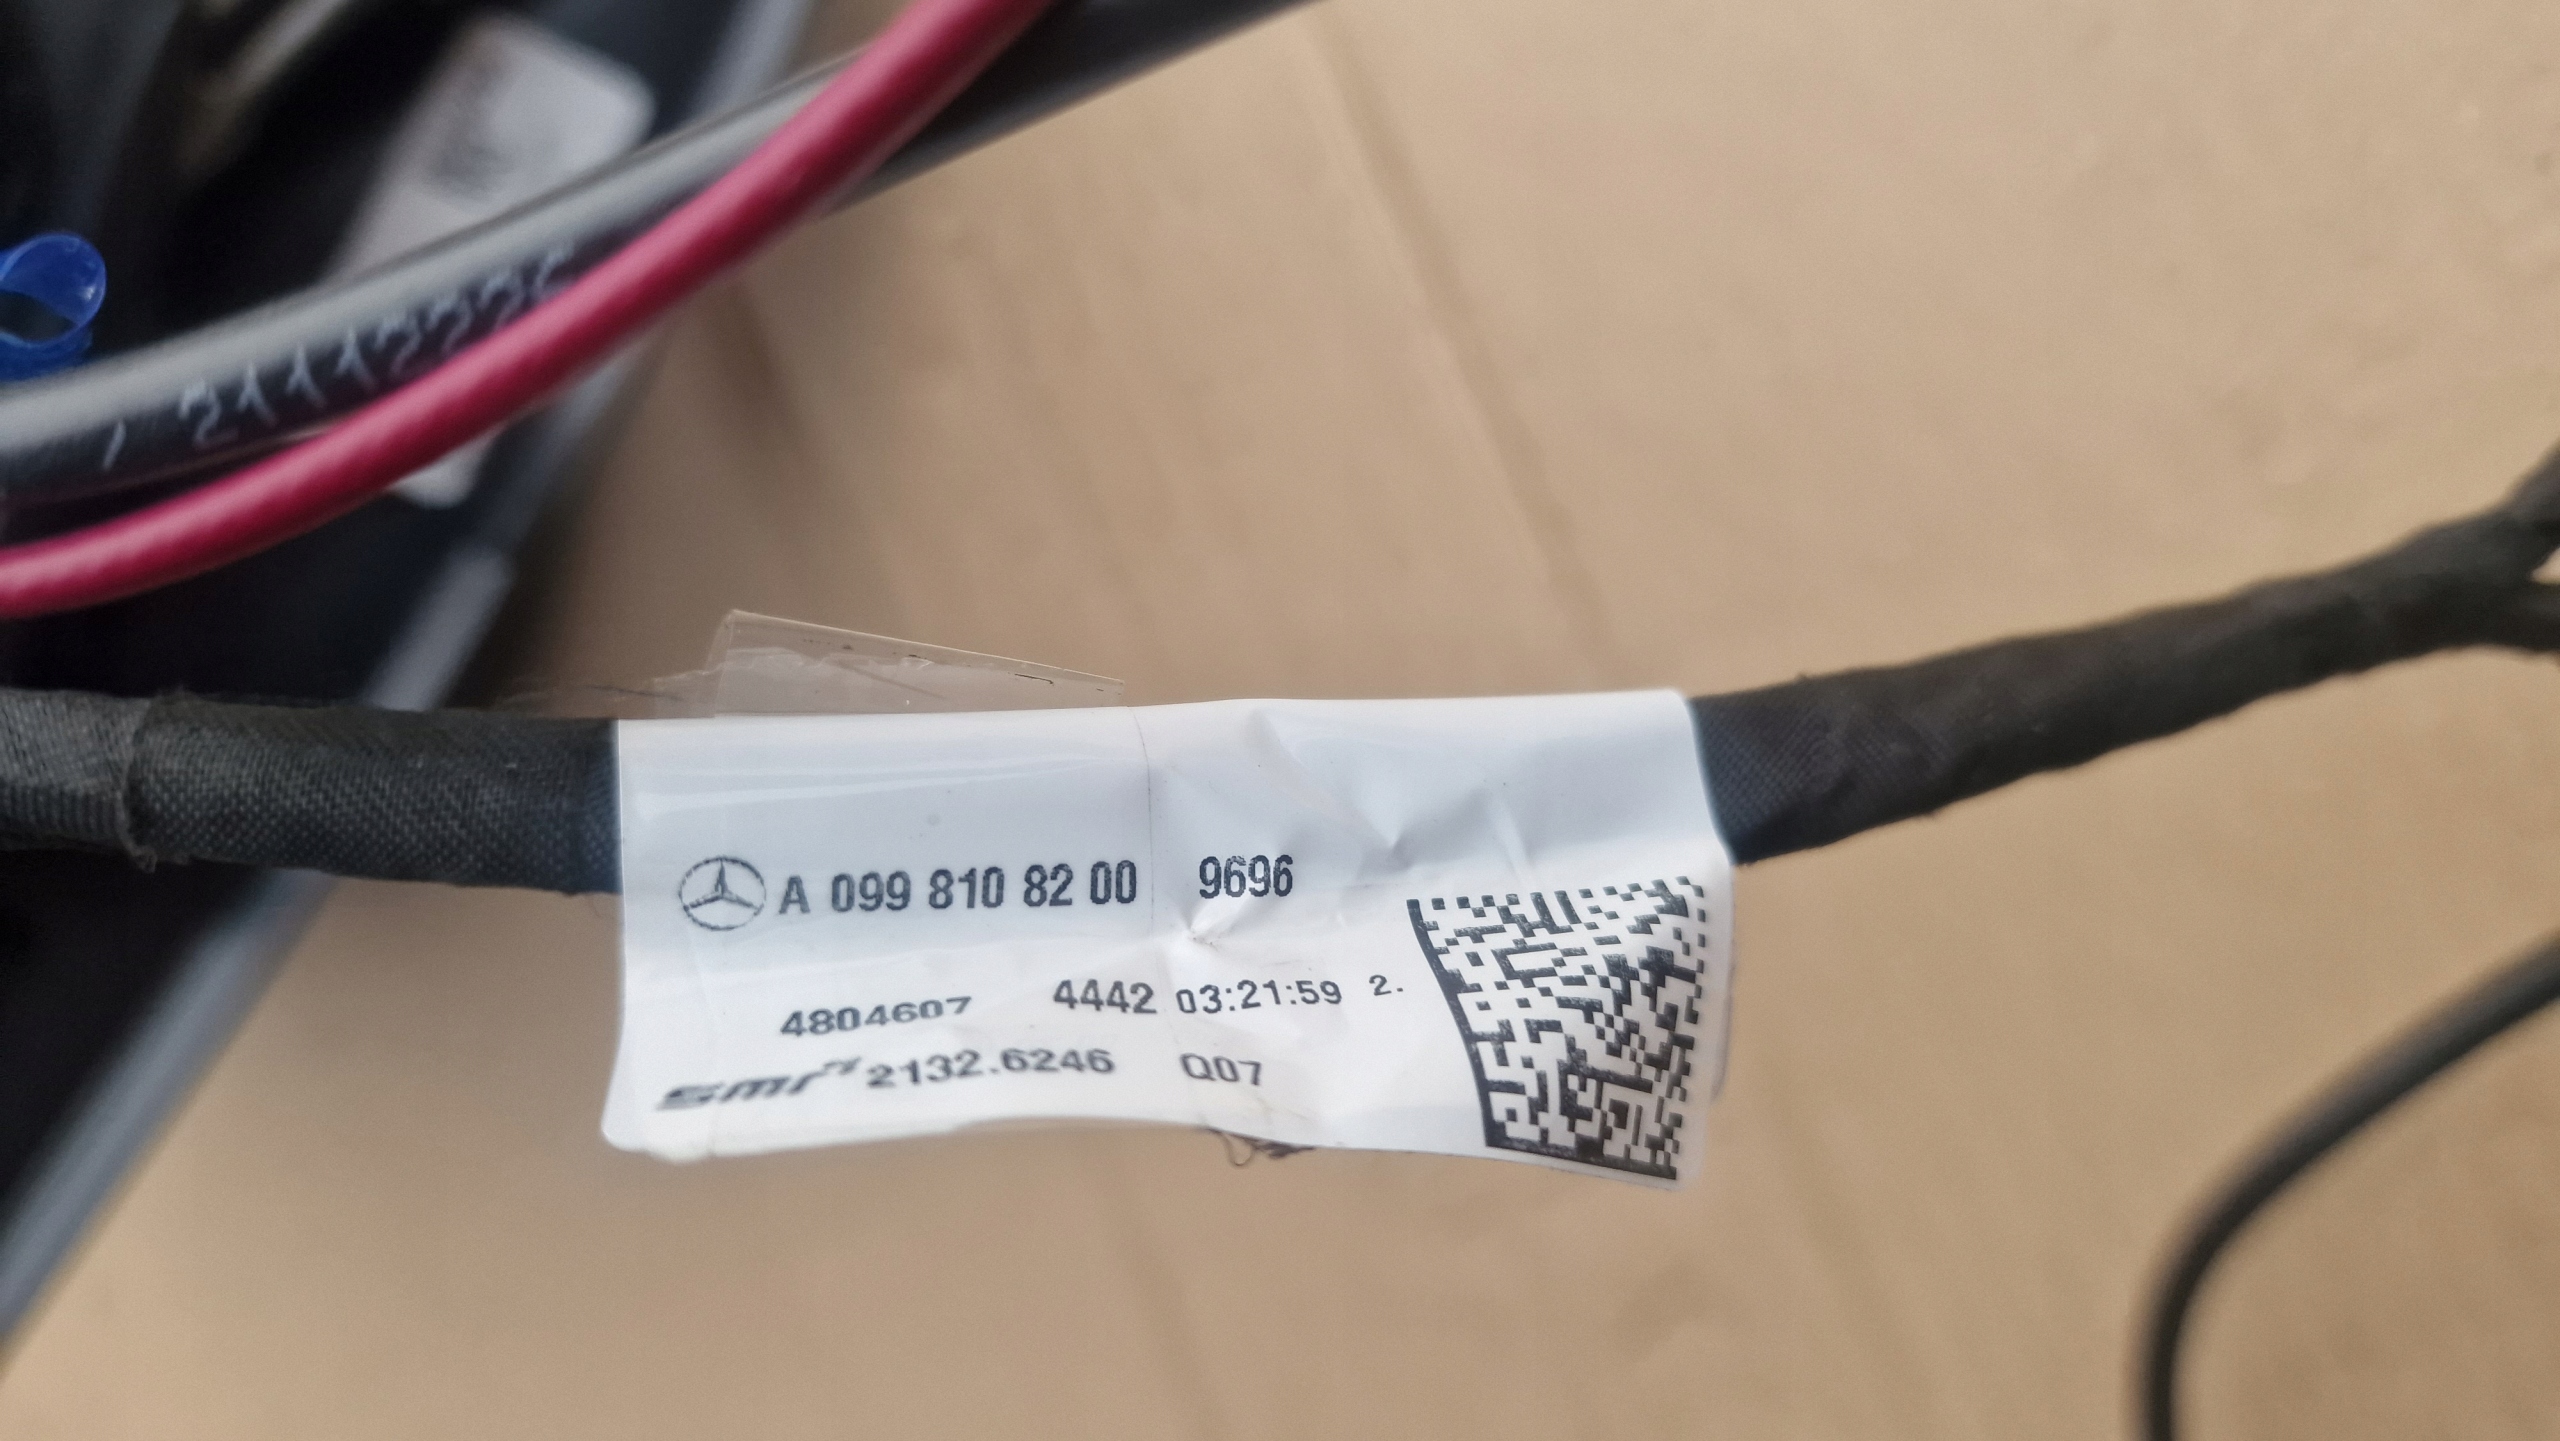 A 099 810 82 00 9696
4804607 4442 03:21:59 2.
smr 2132.6246 Q07